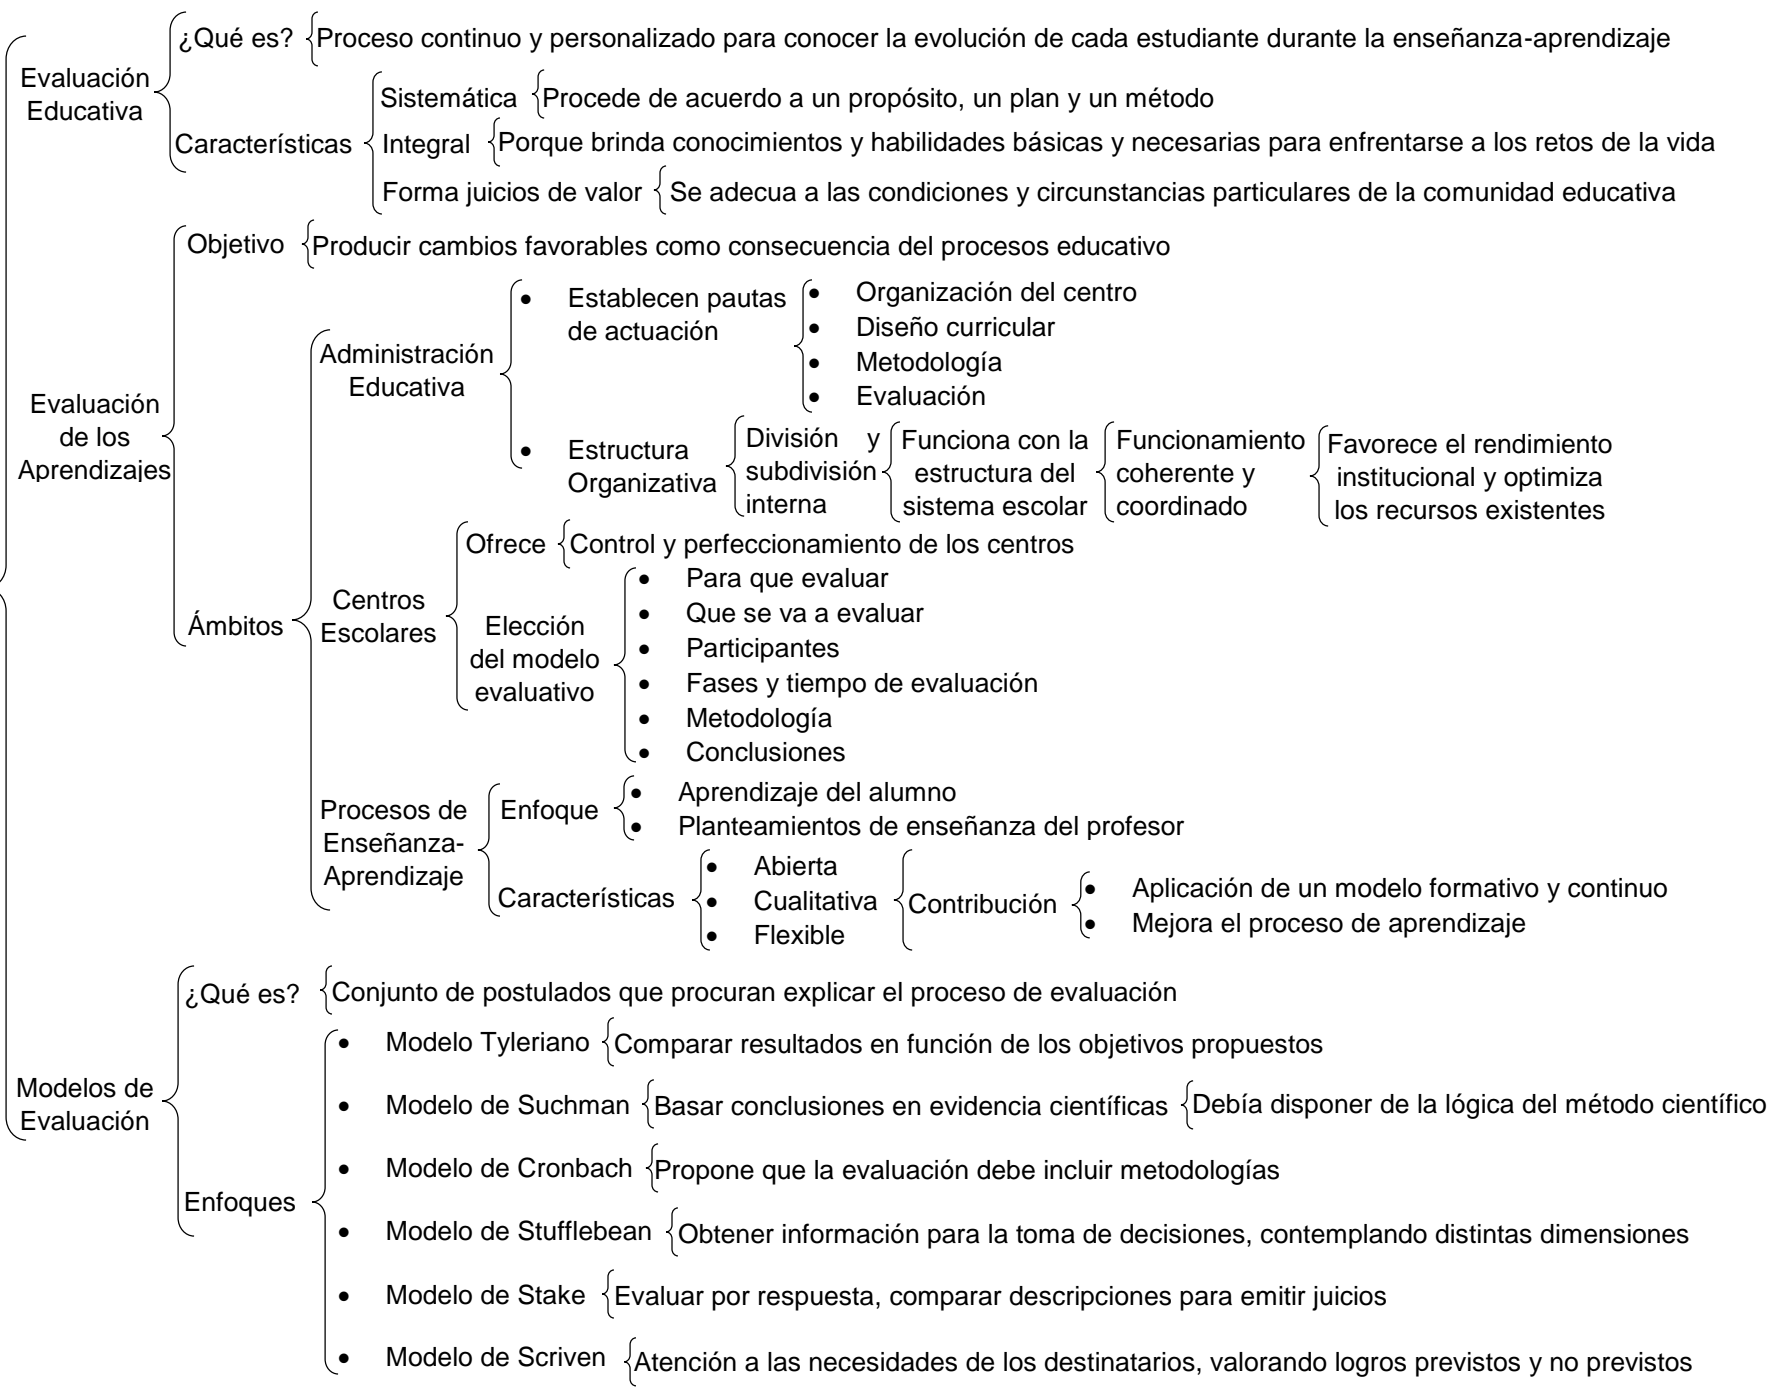 Evaluación
Educativa
¿Qué es?
Proceso continuo y personalizado para conocer la evolución de cada estudiante durante la enseñanza-aprendizaje
Características
Sistemática
Procede de acuerdo a un propósito, un plan y un método
Integral
Porque brinda conocimientos y habilidades básicas y necesarias para enfrentarse a los retos de la vida
Forma juicios de valor
Se adecua a las condiciones y circunstancias particulares de la comunidad educativa
Evaluación
de los
Aprendizajes
Objetivo
Producir cambios favorables como consecuencia del procesos educativo
Ámbitos
Administración
Educativa
• Establecen pautas
de actuación
• Organización del centro
• Diseño curricular
• Metodología
• Evaluación
• Estructura
Organizativa
División y
subdivisión
interna
Funciona con la
estructura del
sistema escolar
Funcionamiento
coherente y
coordinado
Favorece el rendimiento
institucional y optimiza
los recursos existentes
Centros
Escolares
Ofrece
Control y perfeccionamiento de los centros
Elección
del modelo
evaluativo
• Para que evaluar
• Que se va a evaluar
• Participantes
• Fases y tiempo de evaluación
• Metodología
• Conclusiones
Procesos de
Enseñanza-
Aprendizaje
Enfoque
• Aprendizaje del alumno
• Planteamientos de enseñanza del profesor
Características
• Abierta
• Cualitativa
• Flexible
Contribución
• Aplicación de un modelo formativo y continuo
• Mejora el proceso de aprendizaje
Modelos de
Evaluación
¿Qué es?
Conjunto de postulados que procuran explicar el proceso de evaluación
Enfoques
• Modelo Tyleriano
Comparar resultados en función de los objetivos propuestos
• Modelo de Suchman
Basar conclusiones en evidencia científicas
Debía disponer de la lógica del método científico
• Modelo de Cronbach
Propone que la evaluación debe incluir metodologías
• Modelo de Stufflebean
Obtener información para la toma de decisiones, contemplando distintas dimensiones
• Modelo de Stake
Evaluar por respuesta, comparar descripciones para emitir juicios
• Modelo de Scriven
Atención a las necesidades de los destinatarios, valorando logros previstos y no previstos